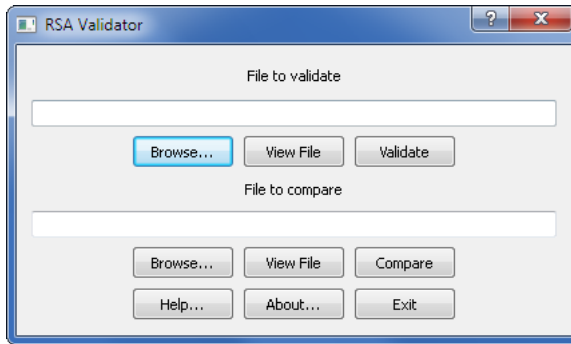 RSA Validator
File to validate
Browse... View File Validate
File to compare
Browse... View File Compare
Help... About... Exit